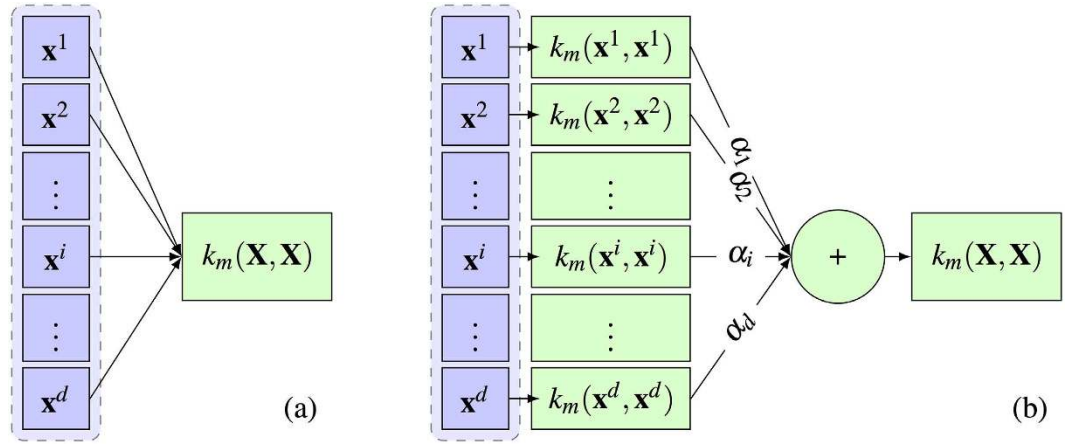 x¹
x²
⋮
xⁱ
⋮
xᵈ
kₘ(X, X)
(a)
x¹
x²
⋮
xⁱ
⋮
xᵈ
kₘ(x¹, x¹)
kₘ(x², x²)
⋮
kₘ(xⁱ, xⁱ)
⋮
kₘ(xᵈ, xᵈ)
α₁
α₂
αᵢ
α_d
+
kₘ(X, X)
(b)